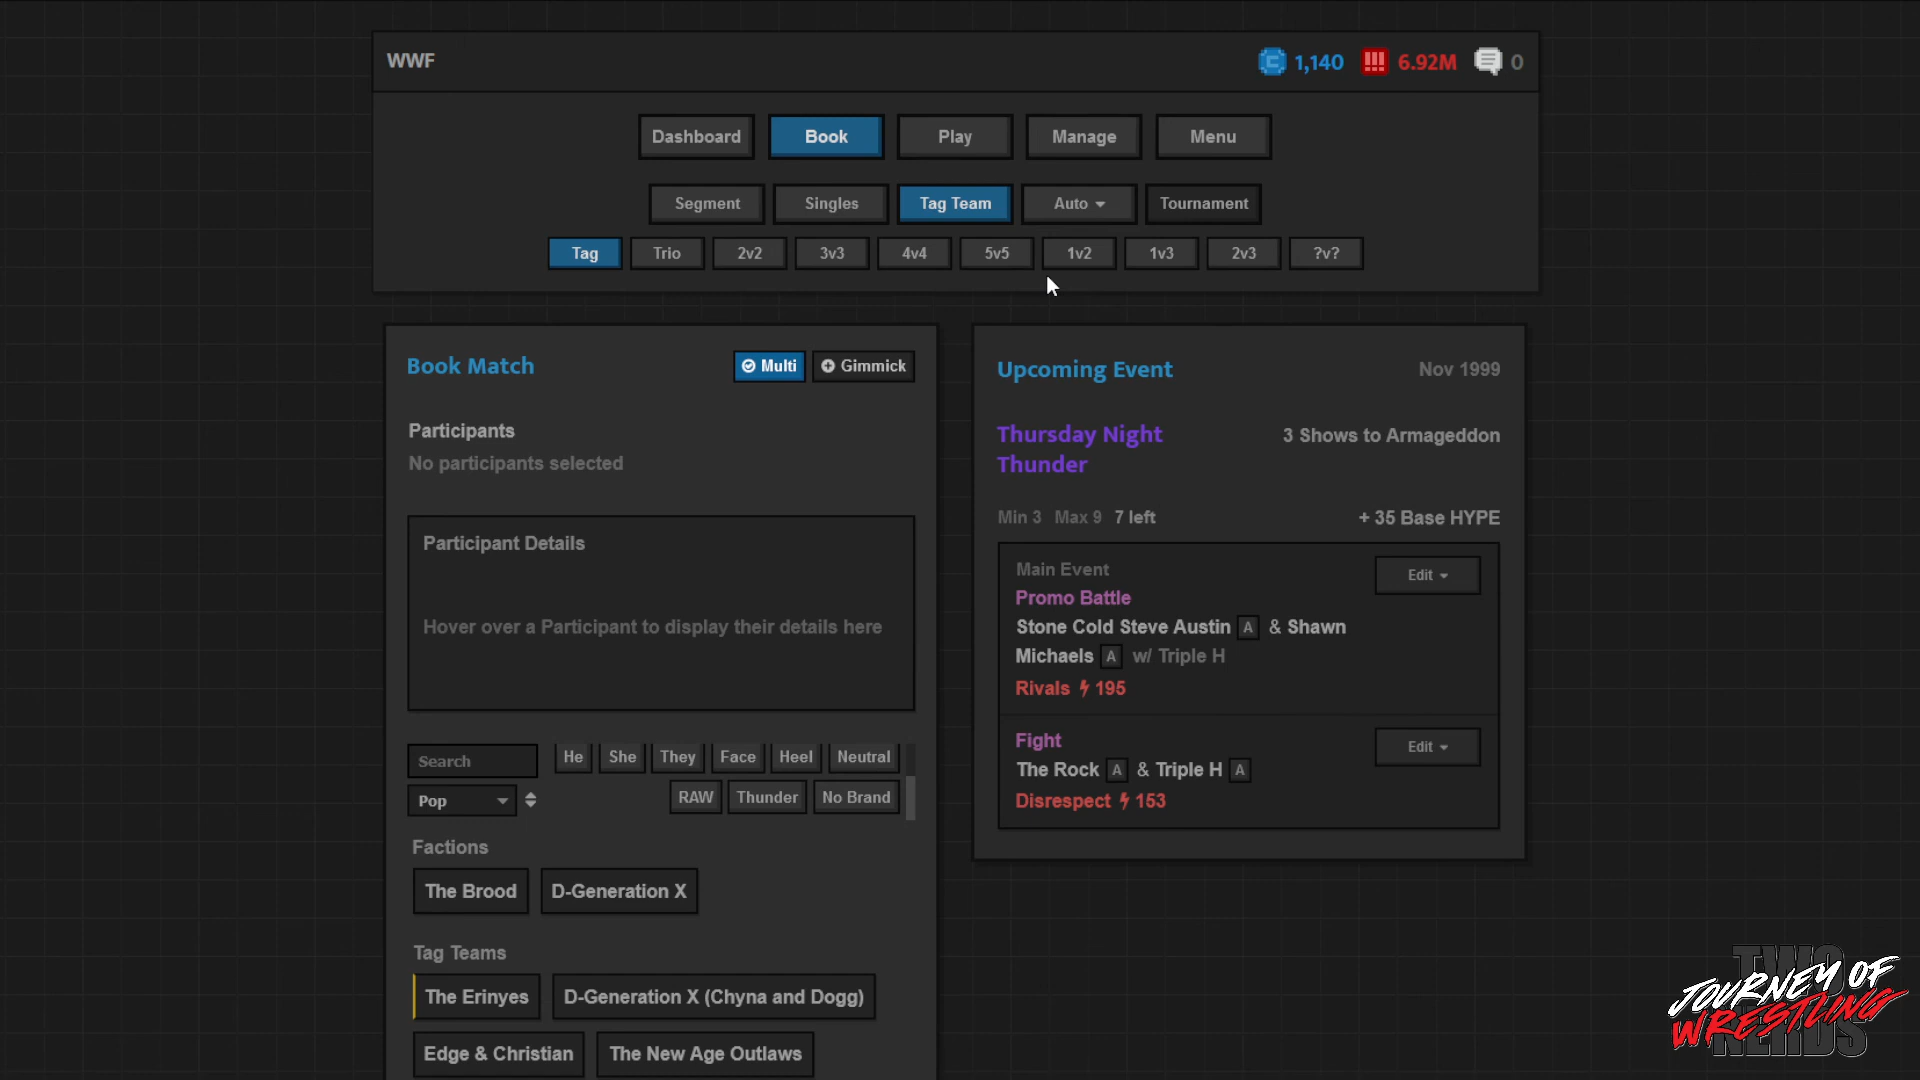 WWF
1,140 6.92M 0
Dashboard Book Play Manage Menu
Segment Singles Tag Team Auto Tournament
Tag Trio 2v2 3v3 4v4 5v5 1v2 1v3 2v3 ?v?
Book Match Multi Gimmick
Participants
No participants selected
Participant Details
Hover over a Participant to display their details here
Search He She They Face Heel Neutral
Pop RAW Thunder No Brand
Factions
The Brood D-Generation X
Tag Teams
The Erinyes D-Generation X (Chyna and Dogg)
Edge & Christian The New Age Outlaws
Upcoming Event Nov 1999
Thursday Night
Thunder
3 Shows to Armageddon
Min 3 Max 9 7 left + 35 Base HYPE
Main Event Edit
Promo Battle
Stone Cold Steve Austin A & Shawn
Michaels A w/ Triple H
Rivals 195
Fight Edit
The Rock A & Triple H A
Disrespect 153
TWO
JOURNEY OF
WRESTLING
NERDS